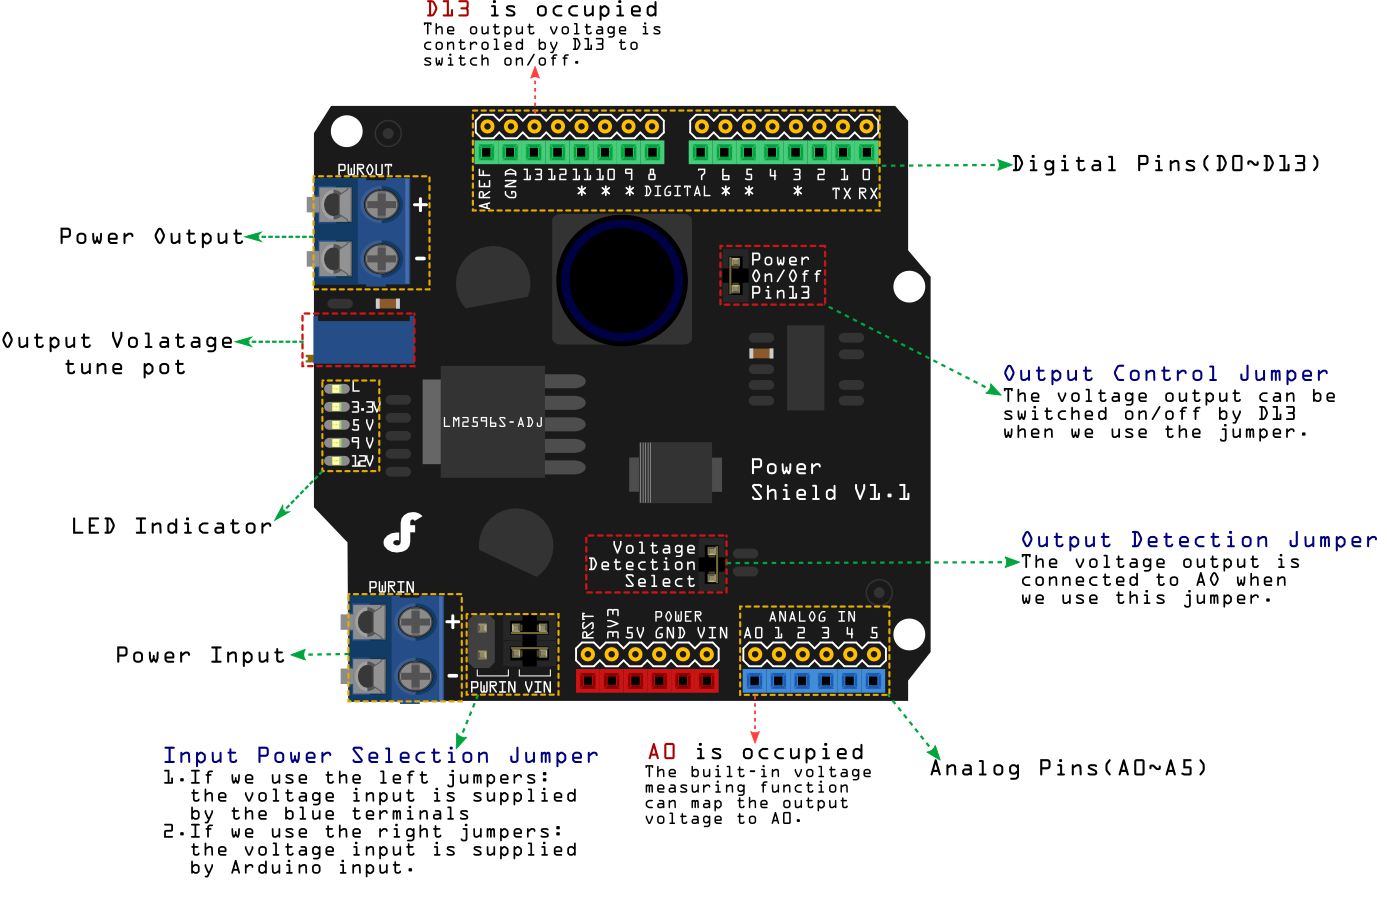 D13 is occupied
The output voltage is
controled by D13 to
switch on/off.
PWROUT
+
-
AREF GND 13 12 11 10 9 8 7 6 5 4 3 2 1 0
* * * DIGITAL * * * TX RX
Digital Pins(D0~D13)
Power Output
Power
On/Off
Pin13
Output Volatage
tune pot
Output Control Jumper
The voltage output can be
switched on/off by D13
when we use the jumper.
L
3.3V
5 V
9 V
12V
LM2596S-ADJ
Power
Shield V1.1
LED Indicator
Voltage
Detection
Select
Output Detection Jumper
The voltage output is
connected to A0 when
we use this jumper.
PWRIN
+
-
Power Input
PWRIN VIN
POWER
RST 3V3 5V GND VIN
ANALOG IN
A0 1 2 3 4 5
Input Power Selection Jumper
1.If we use the left jumpers:
the voltage input is supplied
by the blue terminals
2.If we use the right jumpers:
the voltage input is supplied
by Arduino input.
A0 is occupied
The built-in voltage
measuring function
can map the output
voltage to A0.
Analog Pins(A0~A5)